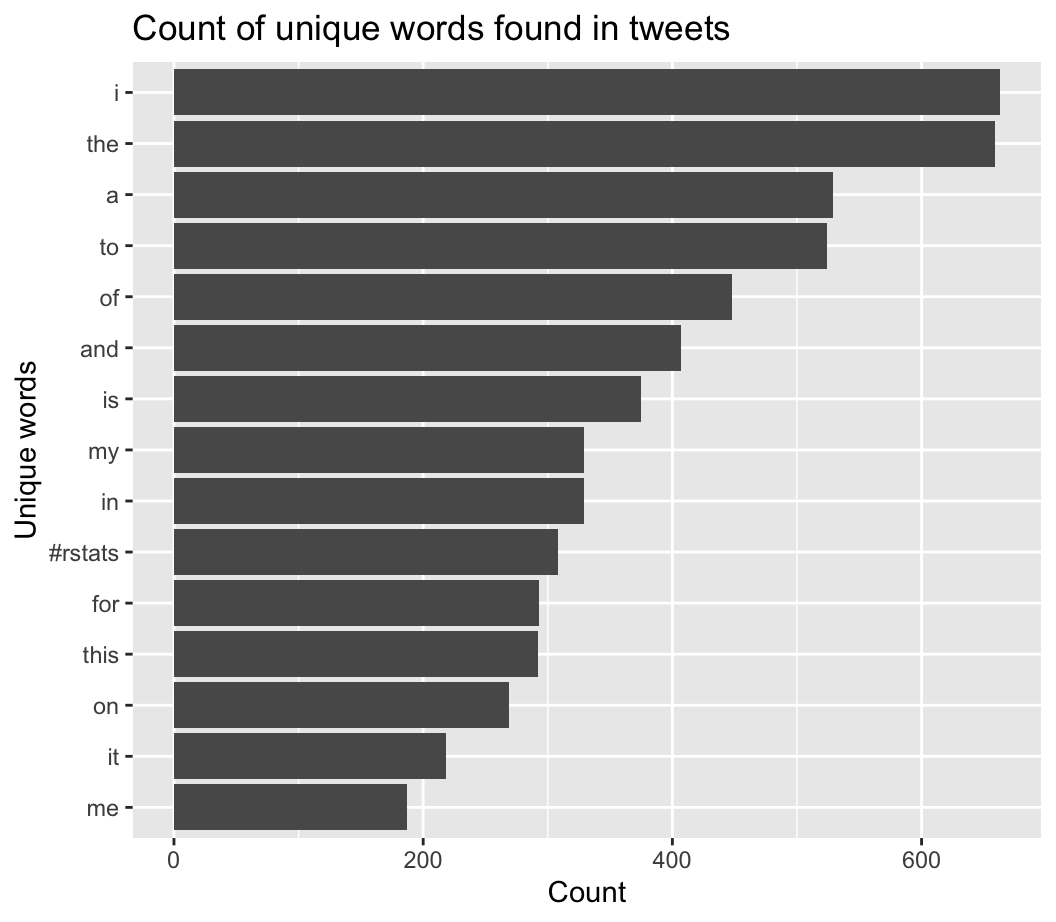 Count of unique words found in tweets
i
the
a
to
of
and
is
my
in
#rstats
for
this
on
it
me
Unique words
0 200 400 600
Count